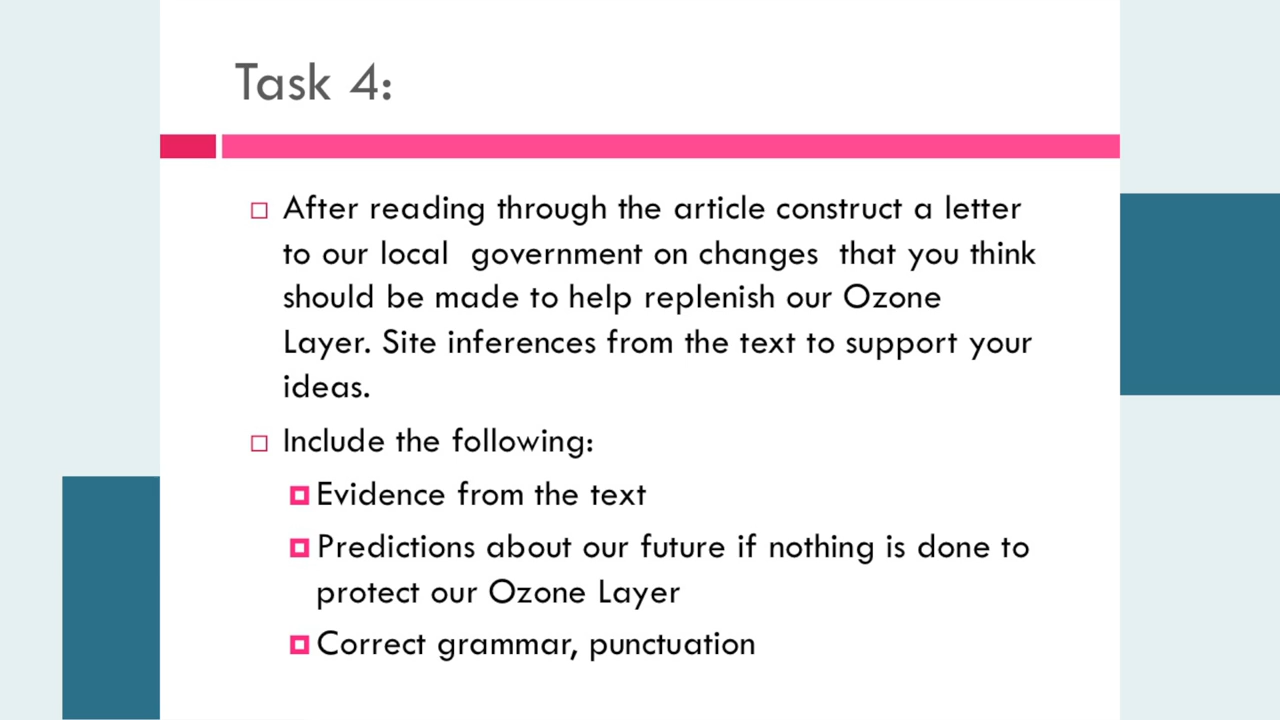 Task 4:
After reading through the article construct a letter
to our local government on changes that you think
should be made to help replenish our Ozone
Layer. Site inferences from the text to support your
ideas.
Include the following:
Evidence from the text
Predictions about our future if nothing is done to
protect our Ozone Layer
Correct grammar, punctuation